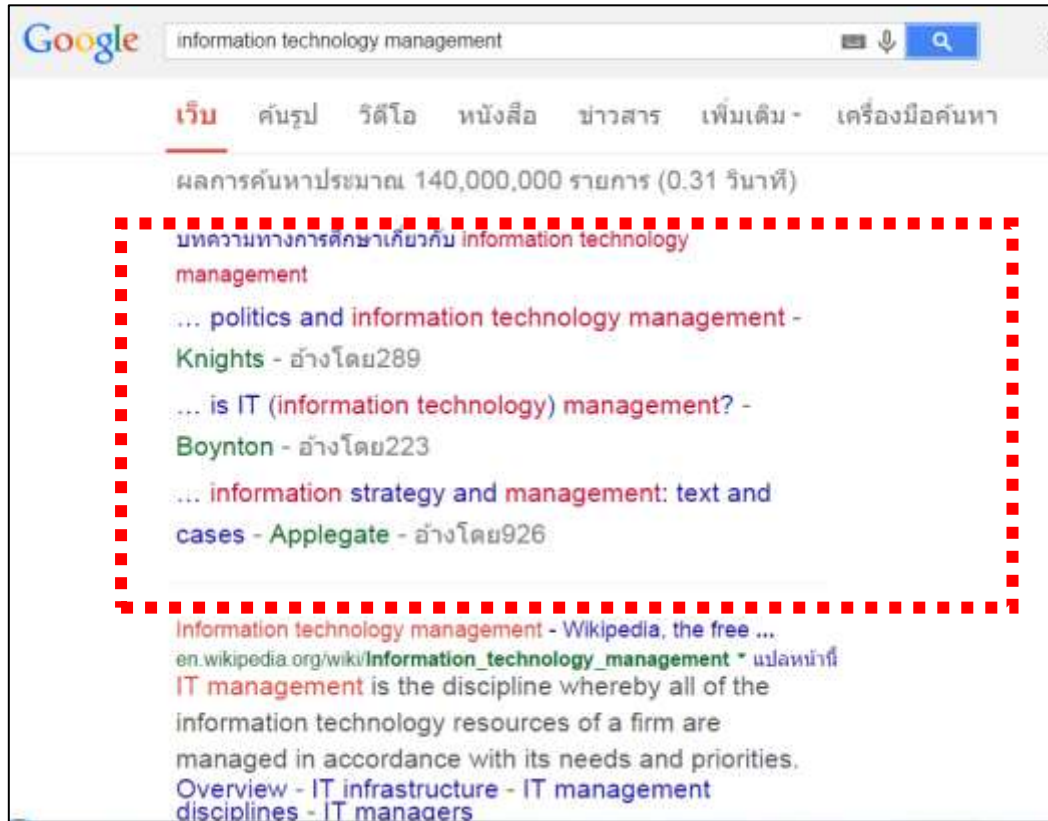 Google information technology management
เว็บ ค้นรูป วิดีโอ หนังสือ ข่าวสาร เพิ่มเติม เครื่องมือค้นหา
ผลการค้นหาประมาณ 140,000,000 รายการ (0.31 วินาที)
บทความทางการศึกษาเกี่ยวกับ information technology
management
... politics and information technology management -
Knights - อ้างโดย289
... is IT (information technology) management? -
Boynton - อ้างโดย223
... information strategy and management: text and
cases - Applegate - อ้างโดย926
Information technology management - Wikipedia, the free ...
en.wikipedia.org/wiki/Information_technology_management แปลหน้านี้
IT management is the discipline whereby all of the
information technology resources of a firm are
managed in accordance with its needs and priorities.
Overview - IT infrastructure - IT management
disciplines - IT managers